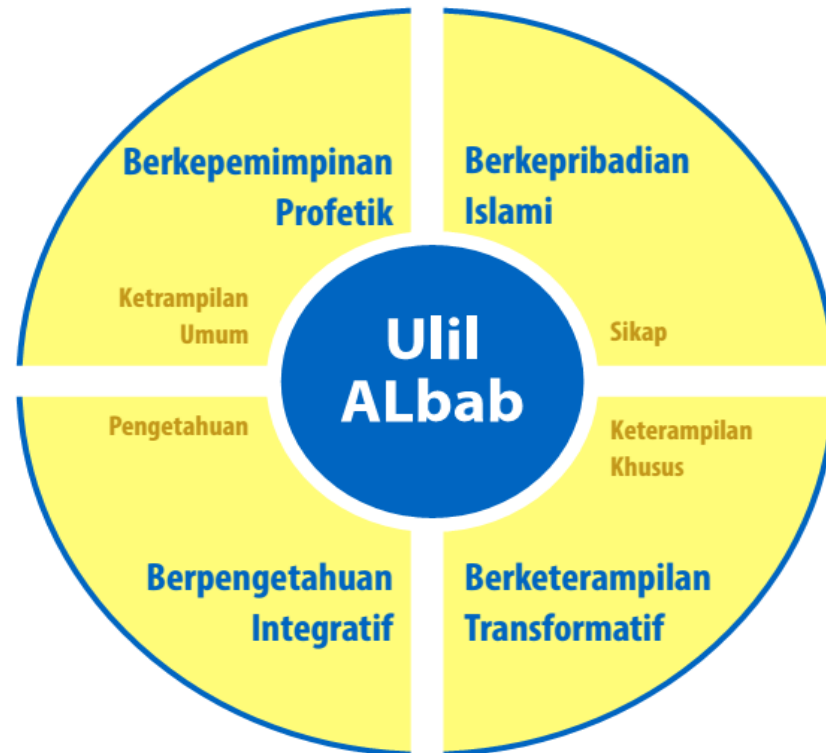 Berkepemimpinan
Profetik
Berkepribadian
Islami
Ketrampilan
Umum
Ulil
ALbab
Sikap
Pengetahuan
Keterampilan
Khusus
Berpengetahuan
Integratif
Berketerampilan
Transformatif